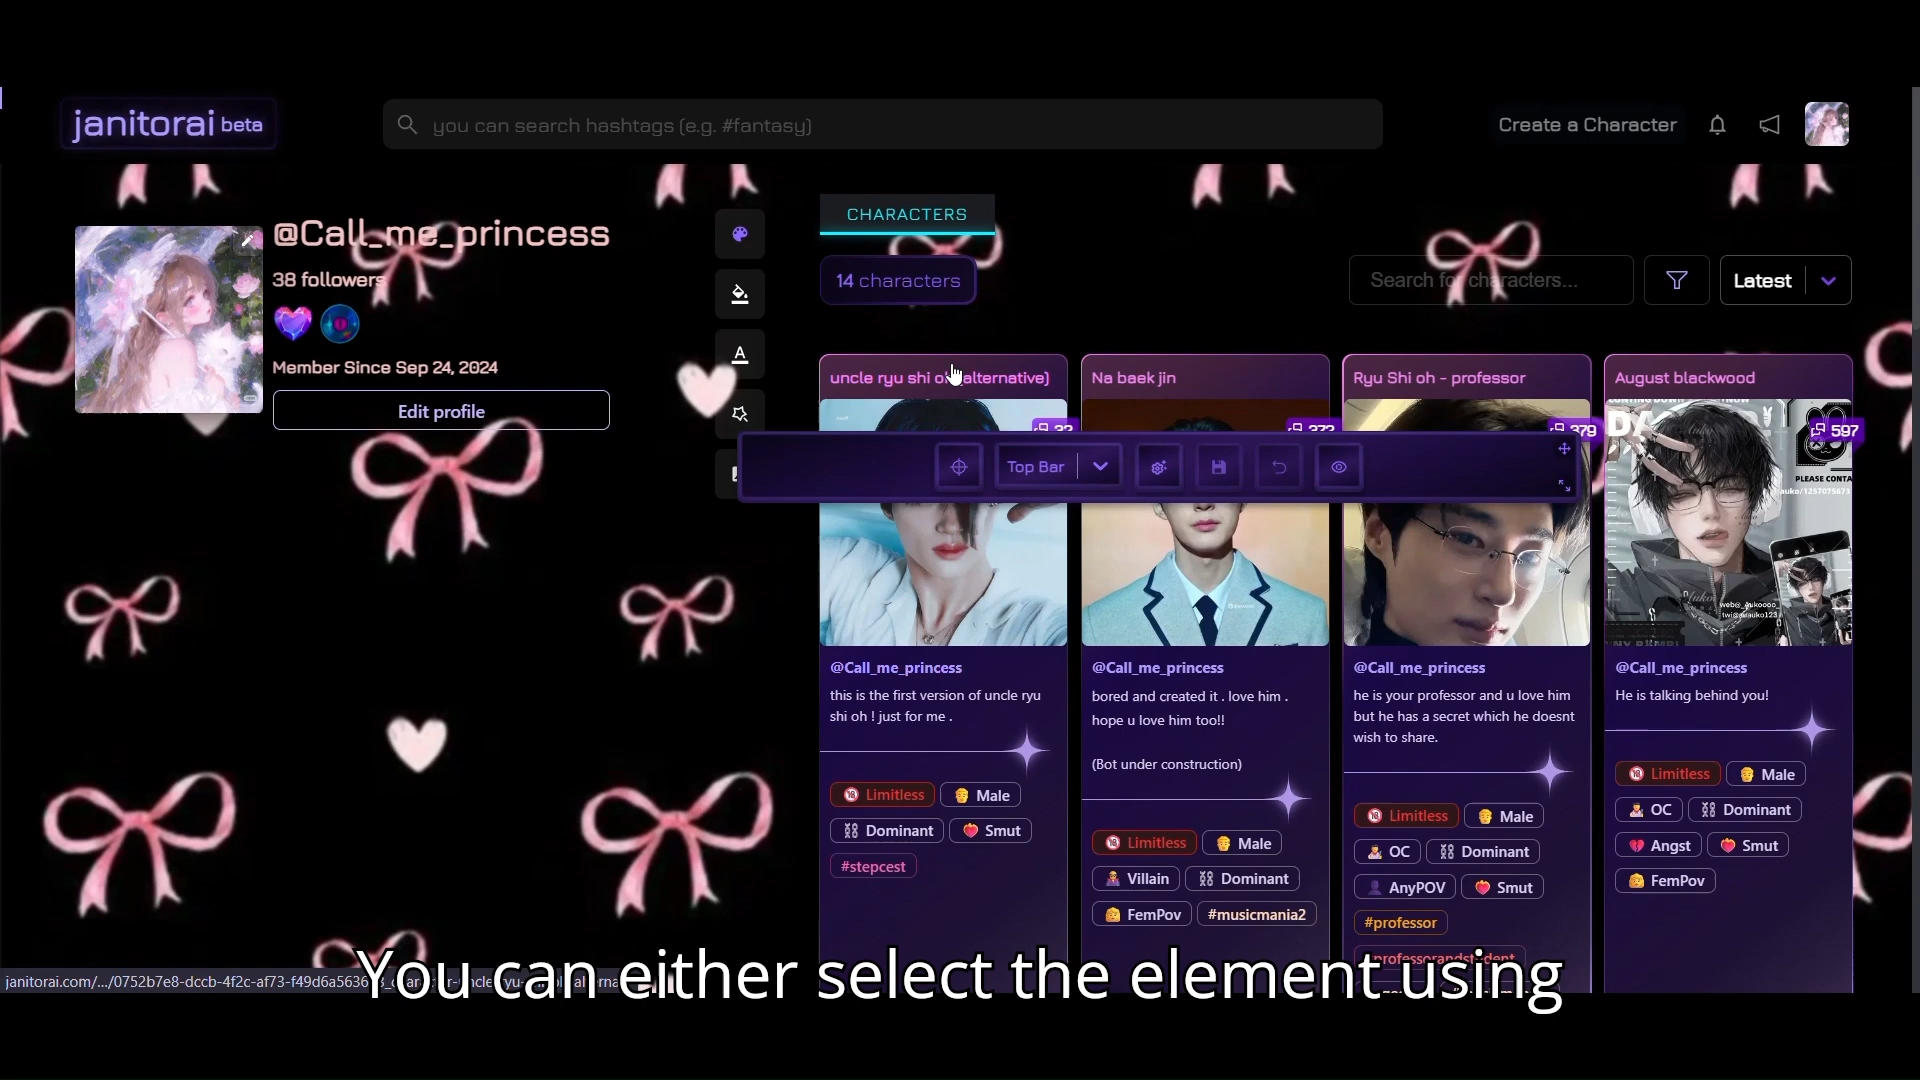 janitorai beta
you can search hashtags (e.g. #fantasy)
Create a Character
@Call_me_princess
38 followers
Member Since Sep 24, 2024
Edit profile
CHARACTERS
14 characters
Search for characters...
Latest
uncle ryu shi oh (alternative)
Na baek jin
Ryu Shi oh - professor
August blackwood
32
372
379
597
Top Bar
PLEASE CONTA
@Call_me_princess
this is the first version of uncle ryu
shi oh ! just for me .
Limitless
Male
Dominant
Smut
#stepcest
@Call_me_princess
bored and created it . love him .
hope u love him too!!
(Bot under construction)
Limitless
Male
Villain
Dominant
FemPov
#musicmania2
@Call_me_princess
he is your professor and u love him
but he has a secret which he doesnt
wish to share.
Limitless
Male
OC
Dominant
AnyPOV
Smut
#professor
#professorandstudent
@Call_me_princess
He is talking behind you!
Limitless
Male
OC
Dominant
Angst
Smut
FemPov
You can either select the element using